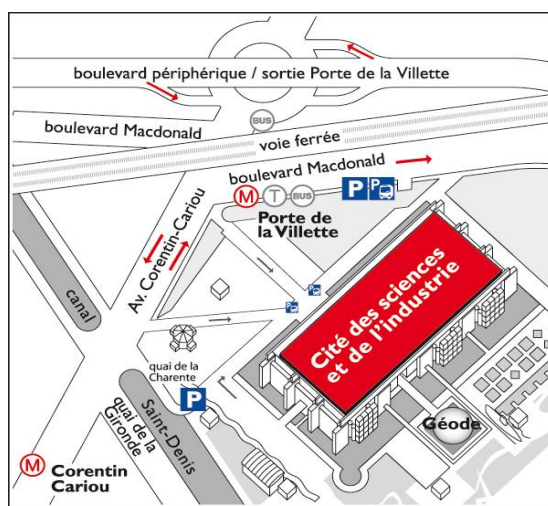 boulevard périphérique / sortie Porte de la Villette
BUS
boulevard Macdonald
voie ferrée
boulevard Macdonald
M T BUS
P P
Porte de
la Villette
Av. Corentin-Cariou
canal
P
P
Cité des sciences
et de l'industrie
quai de la
Charente
P
Saint-Denis
quai de la
Gironde
Géode
M
Corentin
Cariou